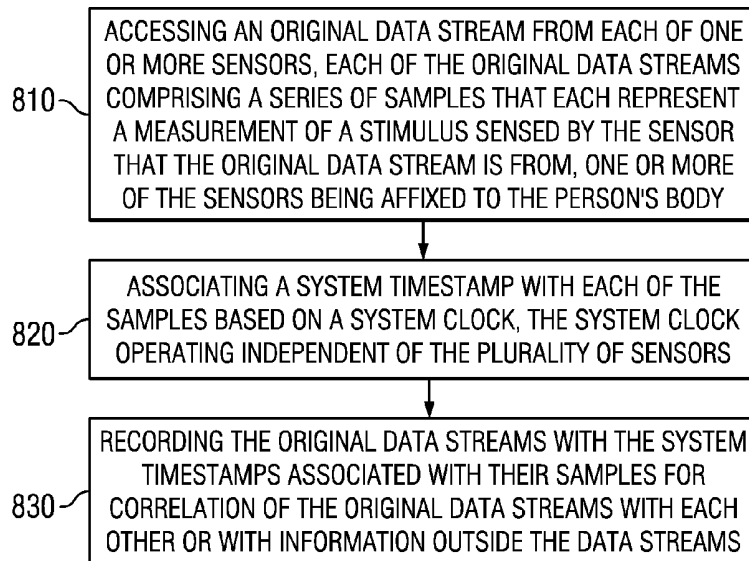 ACCESSING AN ORIGINAL DATA STREAM FROM EACH OF ONE
OR MORE SENSORS, EACH OF THE ORIGINAL DATA STREAMS
810
COMPRISING A SERIES OF SAMPLES THAT EACH REPRESENT
A MEASUREMENT OF A STIMULUS SENSED BY THE SENSOR
THAT THE ORIGINAL DATA STREAM IS FROM, ONE OR MORE
OF THE SENSORS BEING AFFIXED TO THE PERSON'S BODY
ASSOCIATING A SYSTEM TIMESTAMP WITH EACH OF THE
820
SAMPLES BASED ON A SYSTEM CLOCK, THE SYSTEM CLOCK
OPERATING INDEPENDENT OF THE PLURALITY OF SENSORS
RECORDING THE ORIGINAL DATA STREAMS WITH THE SYSTEM
TIMESTAMPS ASSOCIATED WITH THEIR SAMPLES FOR
830
CORRELATION OF THE ORIGINAL DATA STREAMS WITH EACH
OTHER OR WITH INFORMATION OUTSIDE THE DATA STREAMS